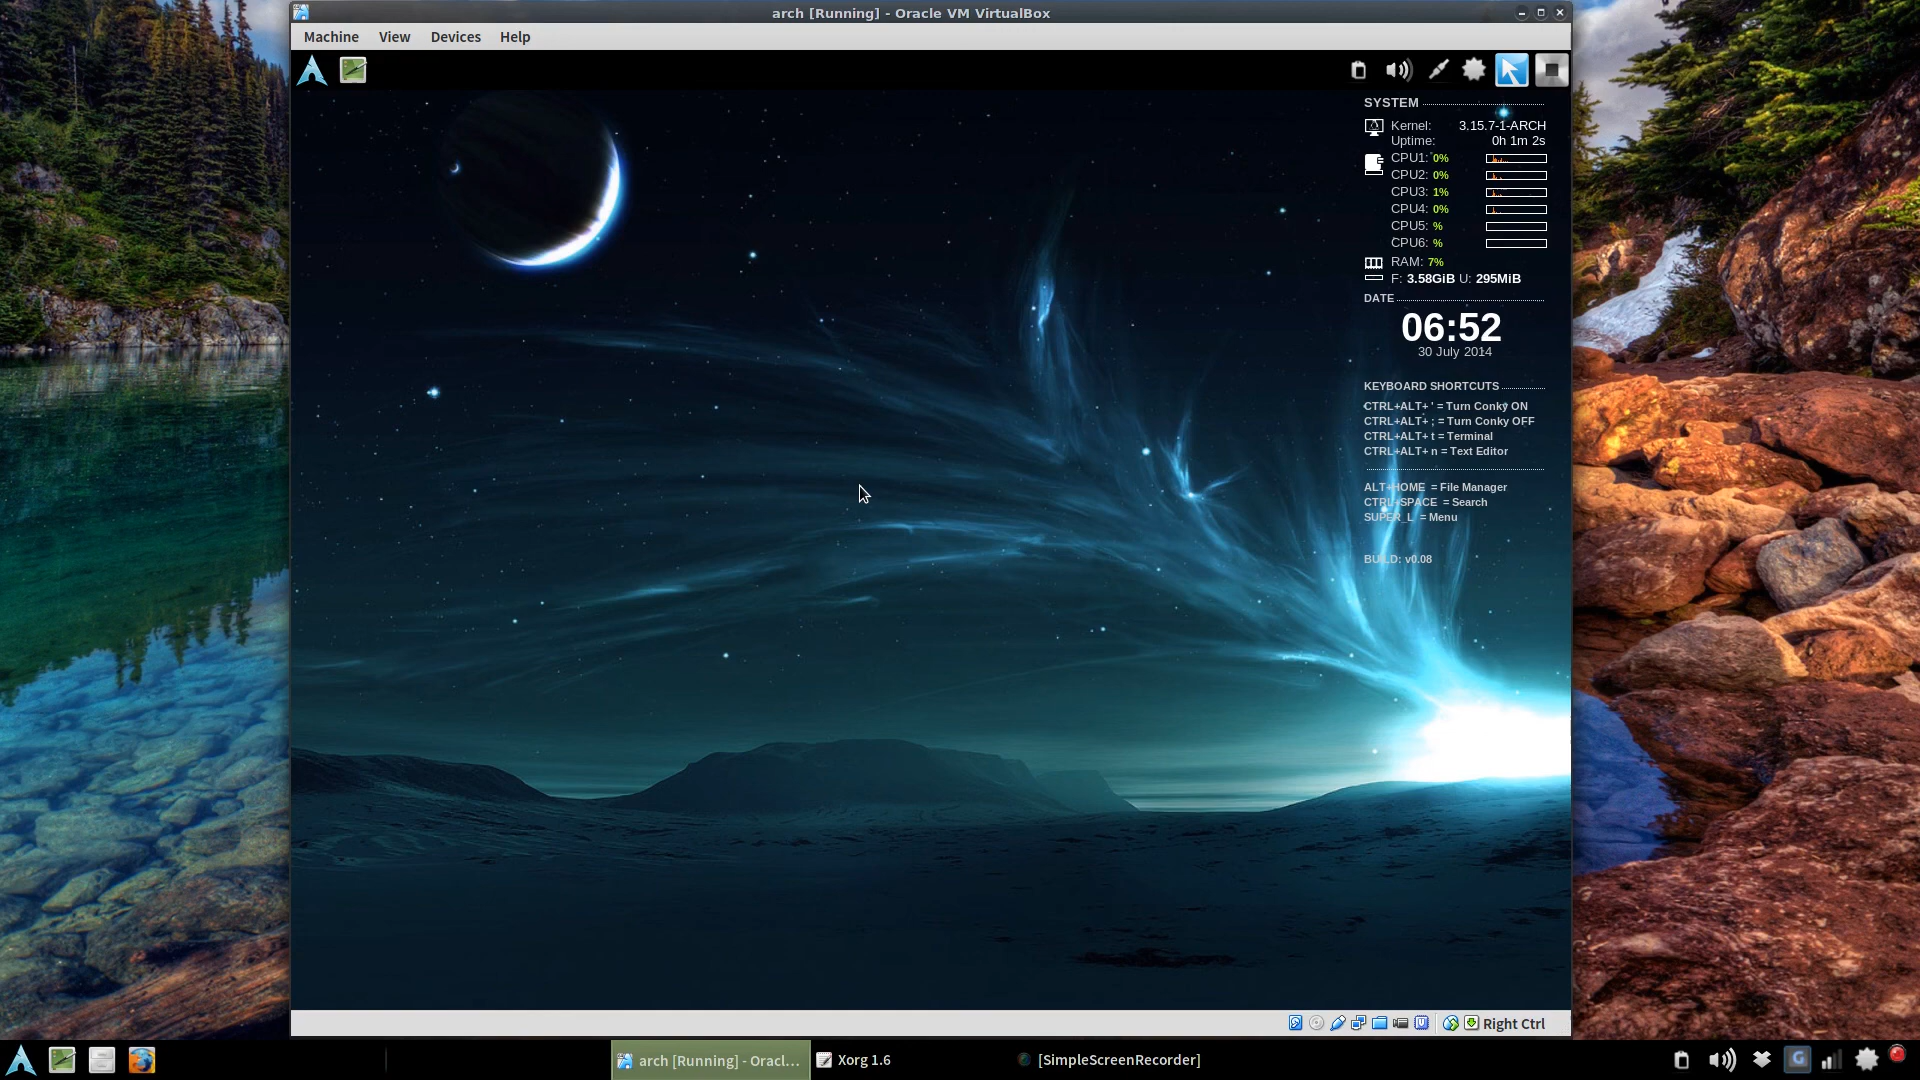 arch [Running] - Oracle VM VirtualBox
Machine View Devices Help
SYSTEM
Kernel: 3.15.7-1-ARCH
Uptime: 0h 1m 2s
CPU1: 0%
CPU2: 0%
CPU3: 1%
CPU4: 0%
CPU5: %
CPU6: %
RAM: 7%
F: 3.58GiB U: 295MiB
DATE
06:52
30 July 2014
KEYBOARD SHORTCUTS
CTRL+ALT+ ' = Turn Conky ON
CTRL+ALT+ ; = Turn Conky OFF
CTRL+ALT+ t = Terminal
CTRL+ALT+ n = Text Editor
ALT+HOME = File Manager
CTRL+SPACE = Search
SUPER_L = Menu
BUILD: v0.08
Right Ctrl
arch [Running] - Oracl... Xorg 1.6 [SimpleScreenRecorder]